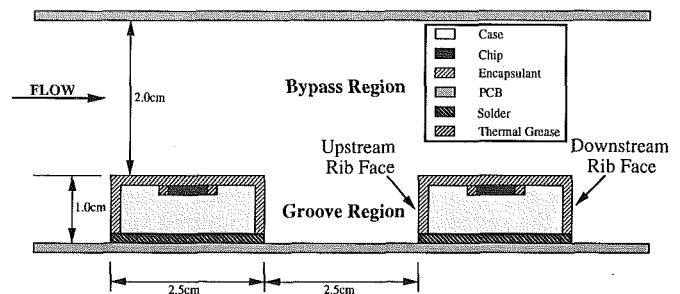 Case
Chip
Encapsulant
PCB
Solder
Thermal Grease
FLOW
2.0cm
Bypass Region
Upstream
Rib Face
Downstream
Rib Face
1.0cm
Groove Region
2.5cm
2.5cm